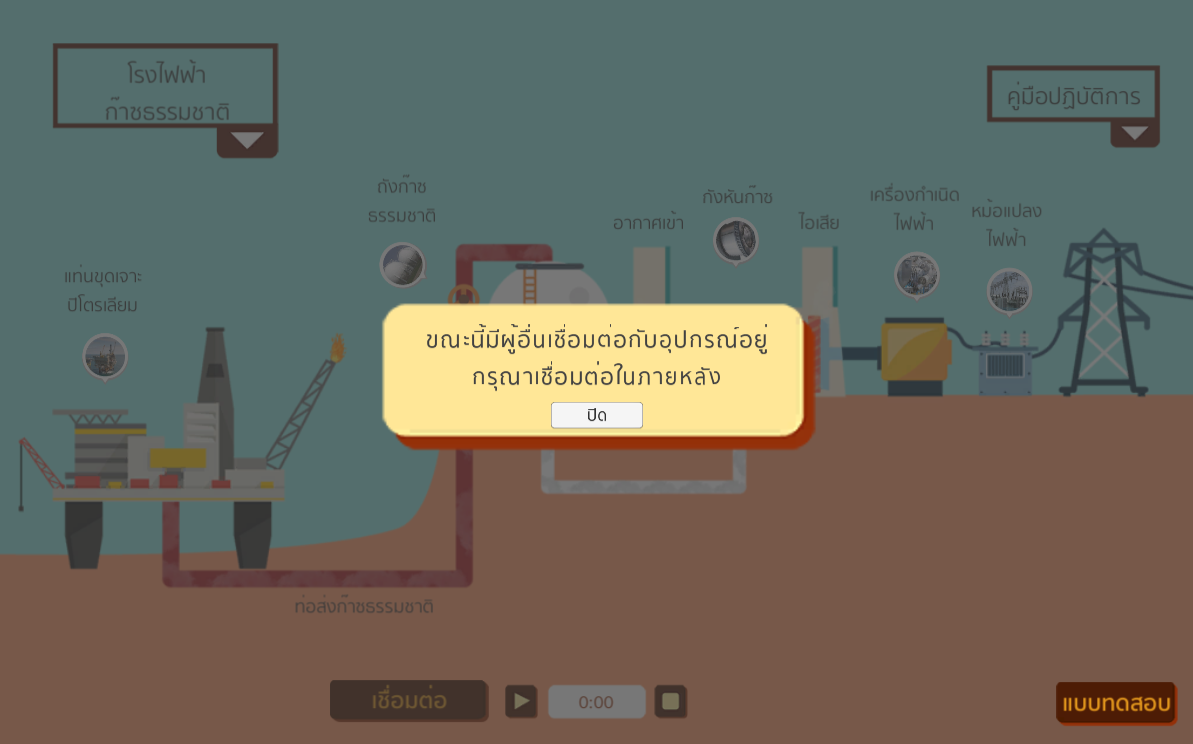 โรงไฟฟ้า
ก๊าซธรรมชาติ
คู่มือปฏิบัติการ
ถังก๊าซ
ธรรมชาติ
อากาศเข้า
กังหันก๊าซ
ไอเสีย
เครื่องกำเนิด
ไฟฟ้า
หม้อแปลง
ไฟฟ้า
แท่นขุดเจาะ
ปิโตรเลียม
ขณะนี้มีผู้อื่นเชื่อมต่อกับอุปกรณ์อยู่
กรุณาเชื่อมต่อในภายหลัง
ปิด
ท่อส่งก๊าซธรรมชาติ
เชื่อมต่อ
0:00
แบบทดสอบ